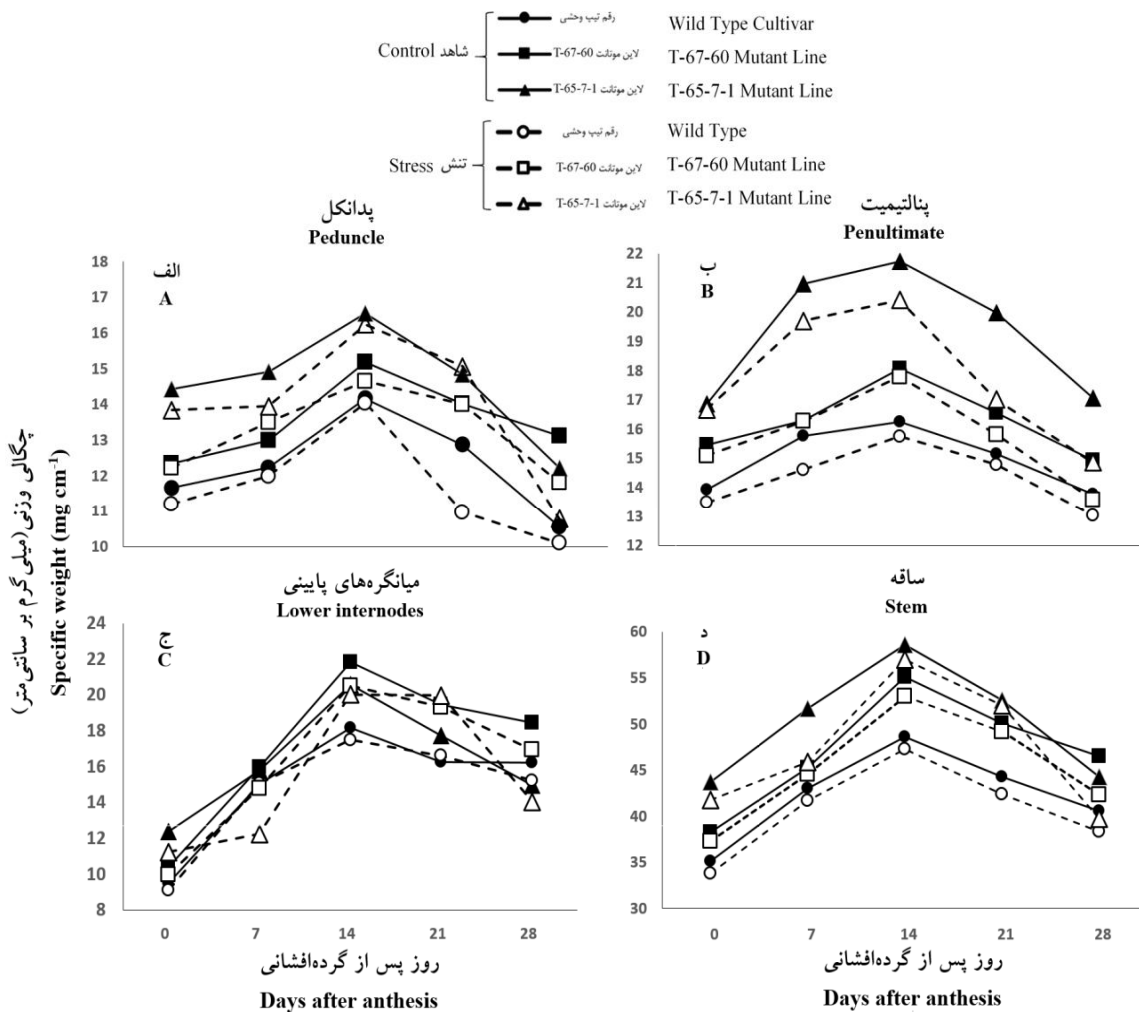 Control شاهد
رقم تیپ وحشی Wild Type Cultivar
لاین موتانت T-67-60 T-67-60 Mutant Line
لاین موتانت T-65-7-1 T-65-7-1 Mutant Line
Stress تنش
رقم تیپ وحشی Wild Type
لاین موتانت T-67-60 T-67-60 Mutant Line
لاین موتانت T-65-7-1 T-65-7-1 Mutant Line
پدانکل
Peduncle
الف
A
18
17
16
15
14
13
12
11
10
پنالتیمیت
Penultimate
ب
B
22
21
20
19
18
17
16
15
14
13
12
چگالی وزنی (میلی گرم بر سانتی‌متر)
Specific weight (mg cm⁻¹)
میانگره‌های پایینی
Lower internodes
ج
C
24
22
20
18
16
14
12
10
8
0 7 14 21 28
روز پس از گرده‌افشانی
Days after anthesis
ساقه
Stem
د
D
60
55
50
45
40
35
30
0 7 14 21 28
روز پس از گرده‌افشانی
Days after anthesis